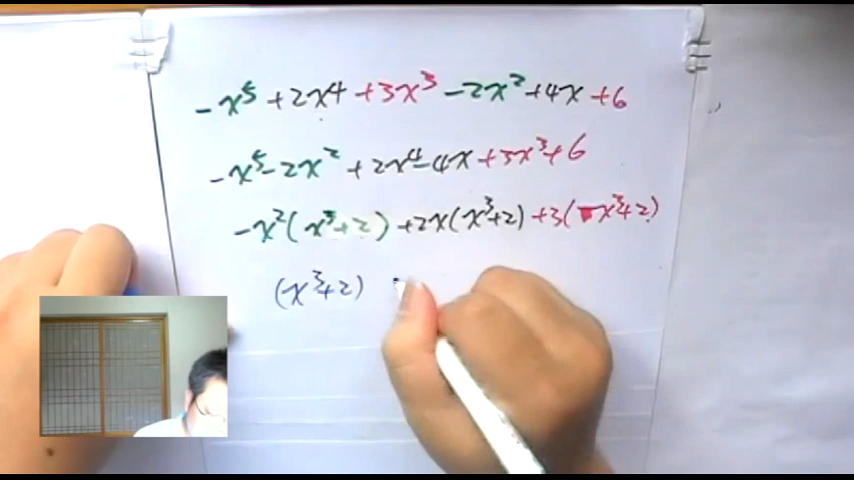 -x⁵ +2x4 +3x³ -2x² +4x +6
-x⁵-2x² +2x⁴-4x+3x³+6
-x²(x³+2) +2x(x³+2) +3(x³+2)
(x³+2)